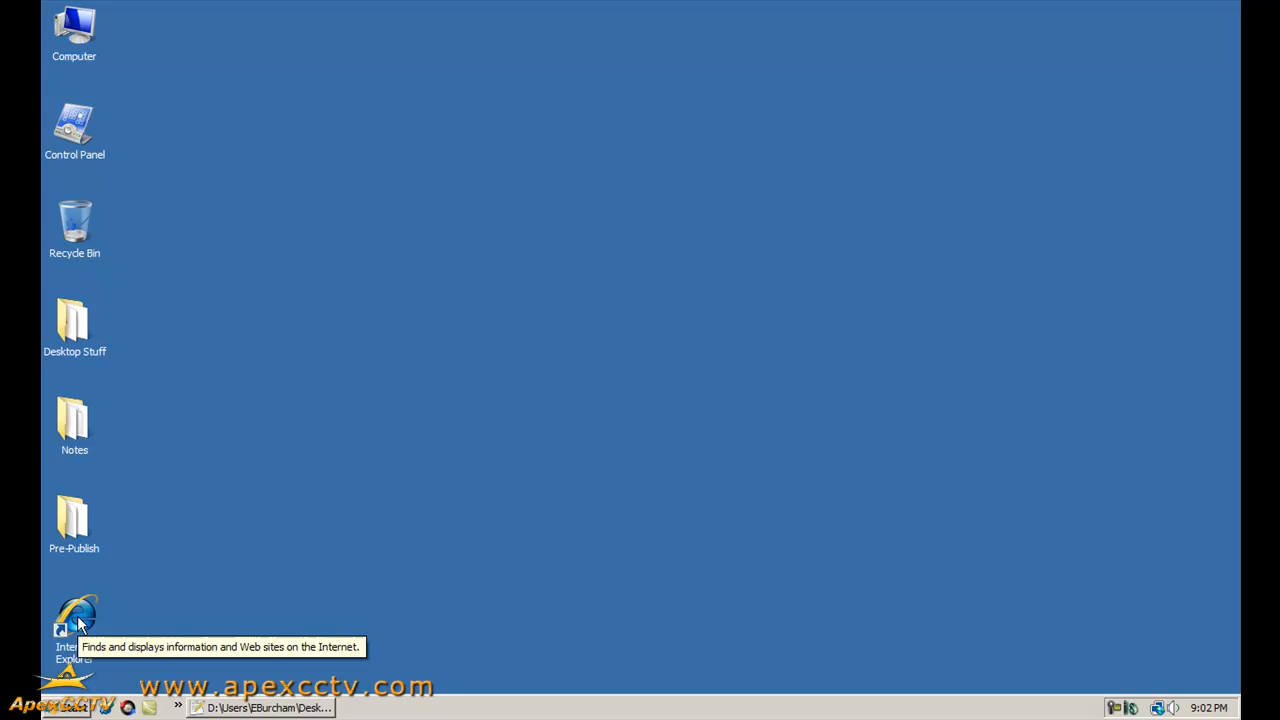 Computer
Control Panel
Recycle Bin
Desktop Stuff
Notes
Pre-Publish
Explorer
Finds and displays information and Web sites on the Internet.
www.apexcctv.com
ApexCCTV
D:\Users\EBurcham\Desk...
9:02 PM